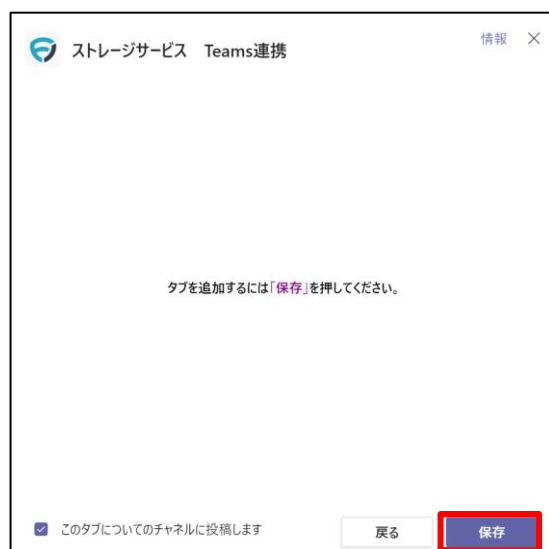 ストレージサービス　Teams連携
情報
タブを追加するには「保存」を押してください。
このタブについてのチャネルに投稿します
戻る
保存